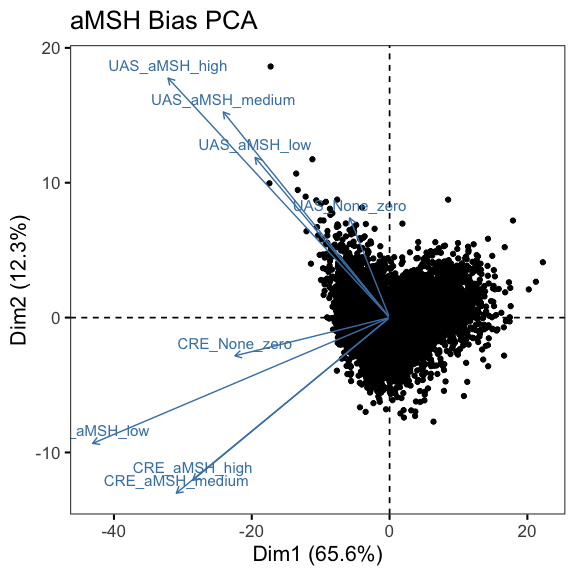 aMSH Bias PCA
20
UAS_aMSH_high
UAS_aMSH_medium
UAS_aMSH_low
10
UAS_None_zero
Dim2 (12.3%)
0
CRE_None_zero
_aMSH_low
-10
CRE_aMSH_high
CRE_aMSH_medium
-40
-20
0
20
Dim1 (65.6%)